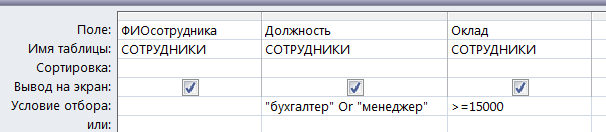 Поле: ФИОсотрудника Должность Оклад
Имя таблицы: СОТРУДНИКИ СОТРУДНИКИ СОТРУДНИКИ
Сортировка:
Вывод на экран:
Условие отбора: "бухгалтер" Or "менеджер" >=15000
или: